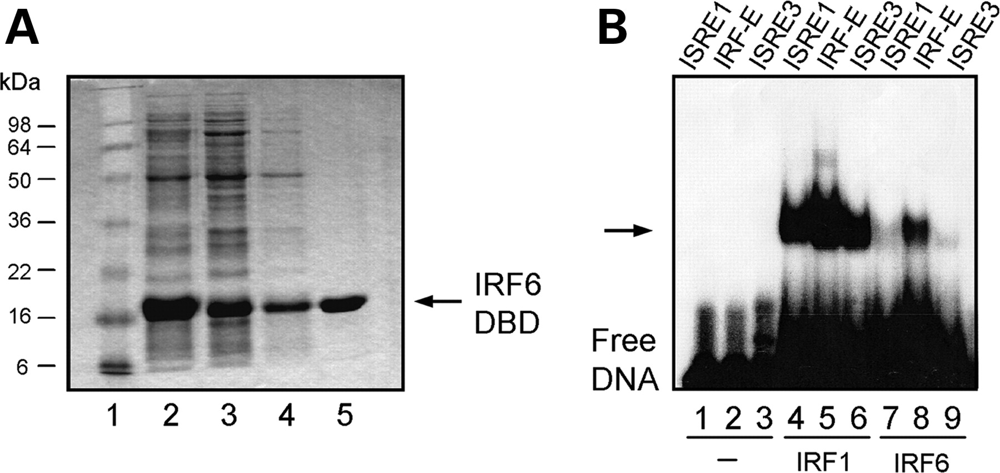 A
kDa
98
64
50
36
22
16
6
IRF6
DBD
1 2 3 4 5
B
ISRE1 IRF-E ISRE3 ISRE1 IRF-E ISRE3 ISRE1 IRF-E ISRE3
Free
DNA
1 2 3 4 5 6 7 8 9
– IRF1 IRF6